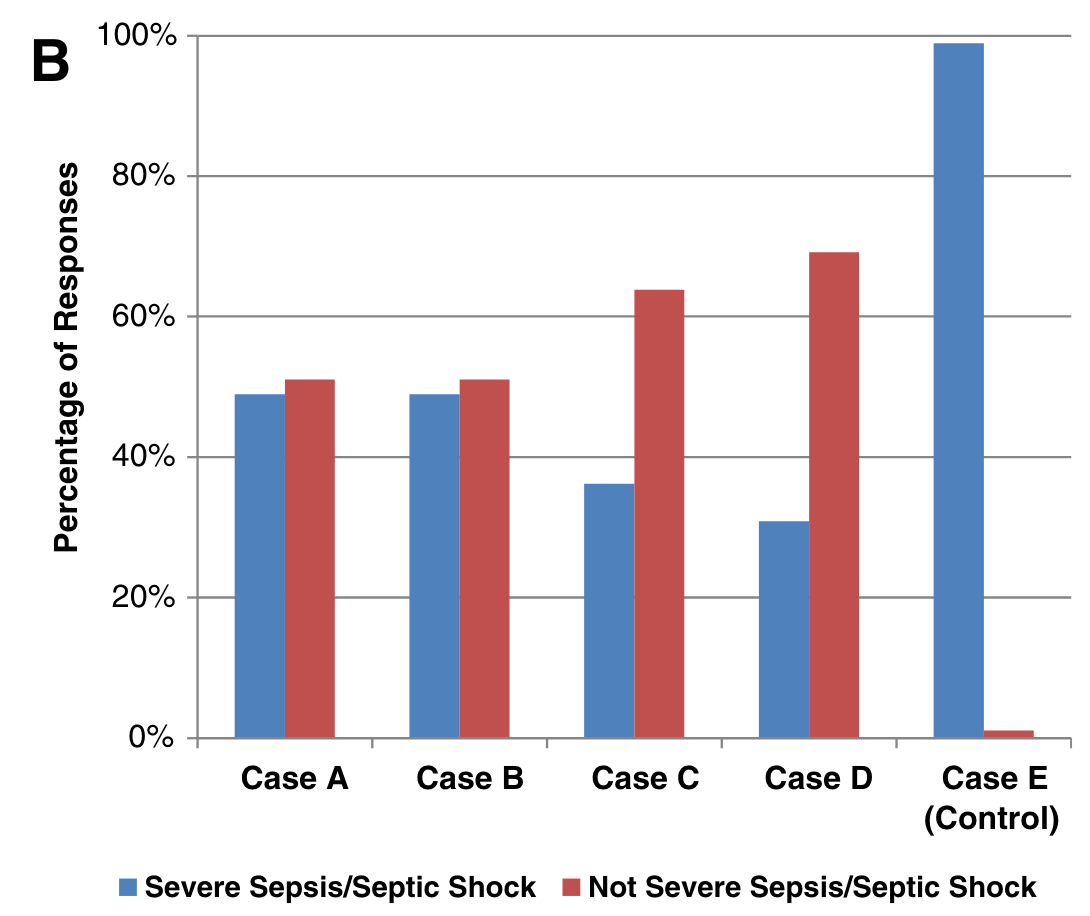 B
100%
80%
60%
40%
20%
0%
Percentage of Responses
Case A Case B Case C Case D Case E
(Control)
Severe Sepsis/Septic Shock Not Severe Sepsis/Septic Shock